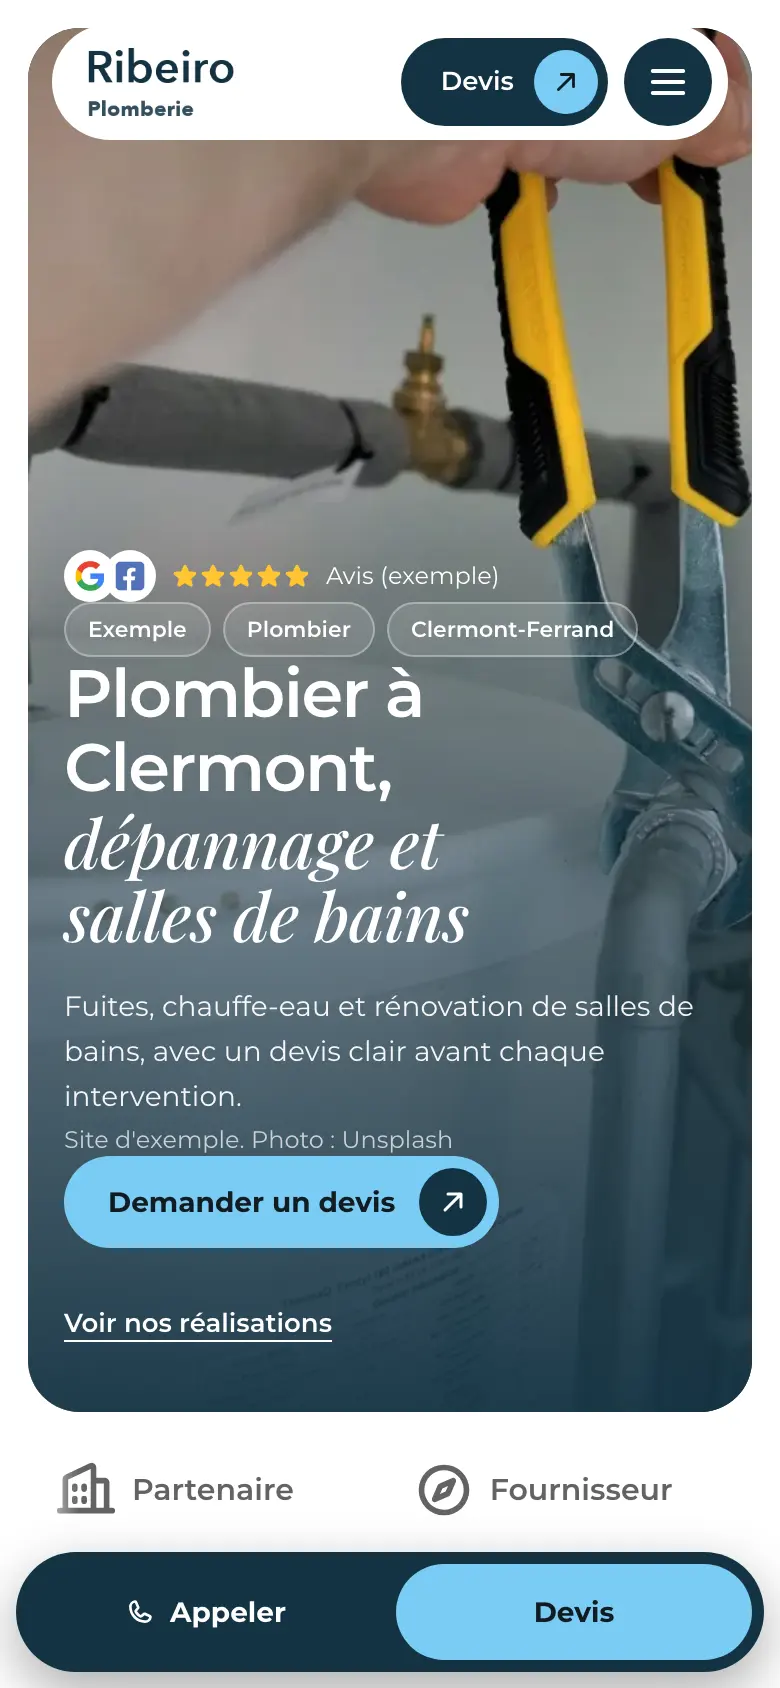 Ribeiro
Plomberie
Devis
Avis (exemple)
Exemple
Plombier
Clermont-Ferrand
Plombier à
Clermont,
dépannage et
salles de bains
Fuites, chauffe-eau et rénovation de salles de
bains, avec un devis clair avant chaque
intervention.
Site d'exemple. Photo : Unsplash
Demander un devis
Voir nos réalisations
Partenaire
Fournisseur
Appeler
Devis